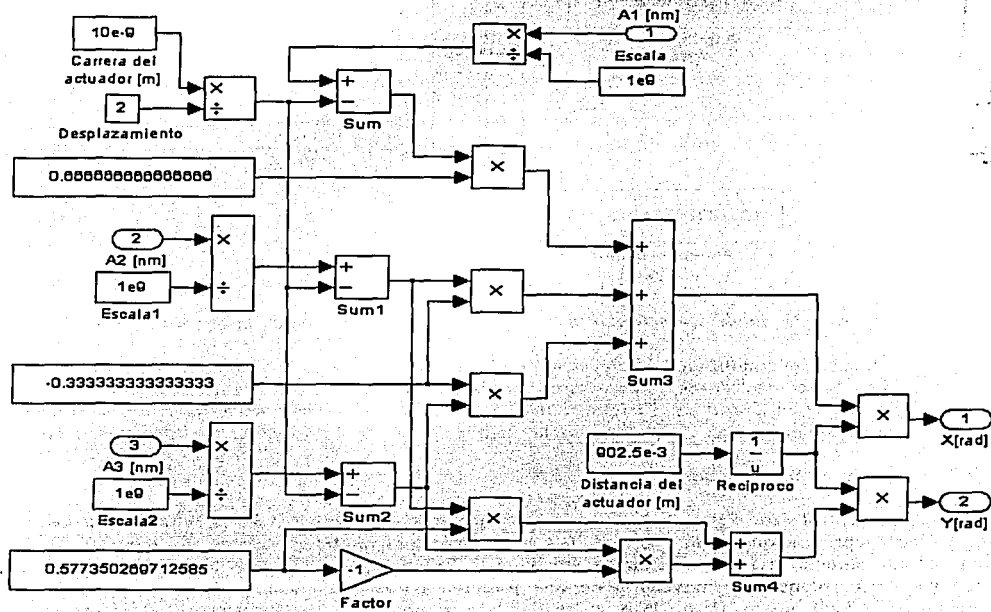 10e-9
Carrera del
actuador [m]
×
÷
2
Desplazamiento
+
−
Sum
×
÷
A1 [nm]
1
Escala
1e9
0.666666666666666
×
2
A2 [nm]
1e9
Escala1
×
÷
+
−
Sum1
×
+
+
+
Sum3
-0.333333333333333
×
3
A3 [nm]
1e9
Escala2
×
÷
+
−
Sum2
902.5e-3
Distancia del
actuador [m]
1
u
Reciproco
×
1
X[rad]
×
2
Y[rad]
×
+
+
Sum4
0.577350269712585
-1
Factor
×